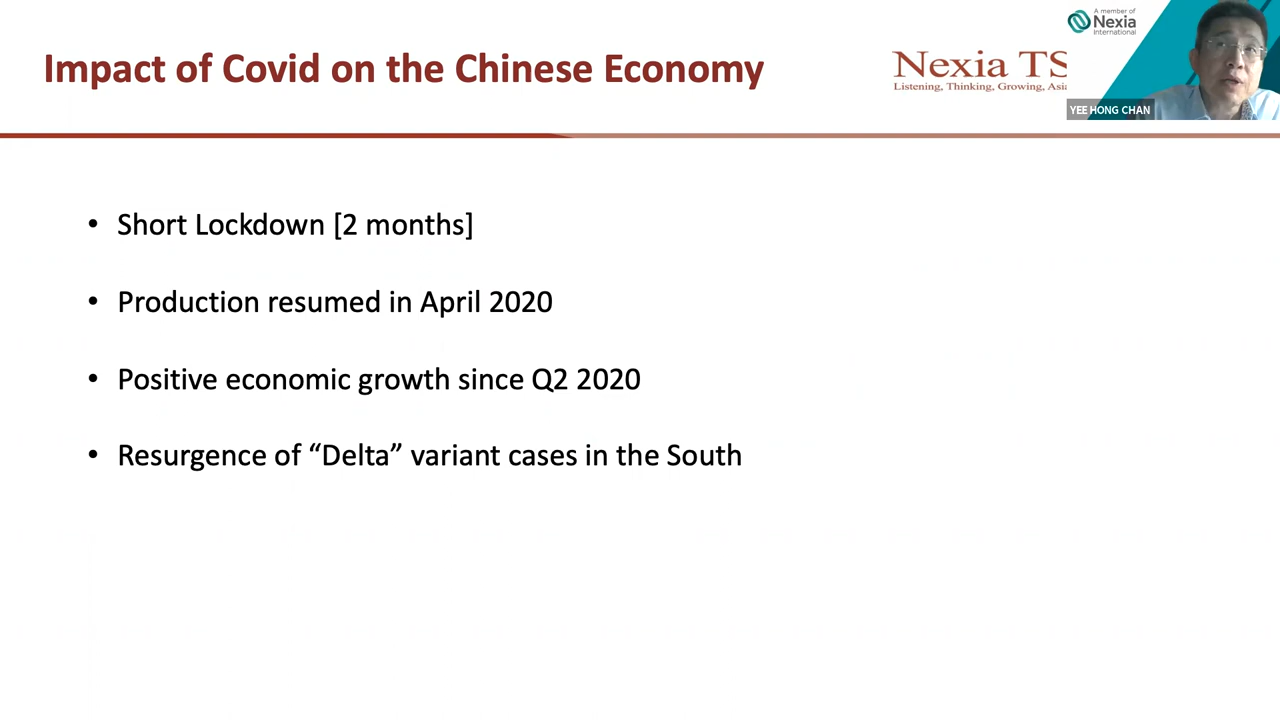 Impact of Covid on the Chinese Economy
Nexia TS
Listening, Thinking, Growing, Asia
A member of
Nexia
International
YEE HONG CHAN
• Short Lockdown [2 months]
• Production resumed in April 2020
• Positive economic growth since Q2 2020
• Resurgence of “Delta” variant cases in the South